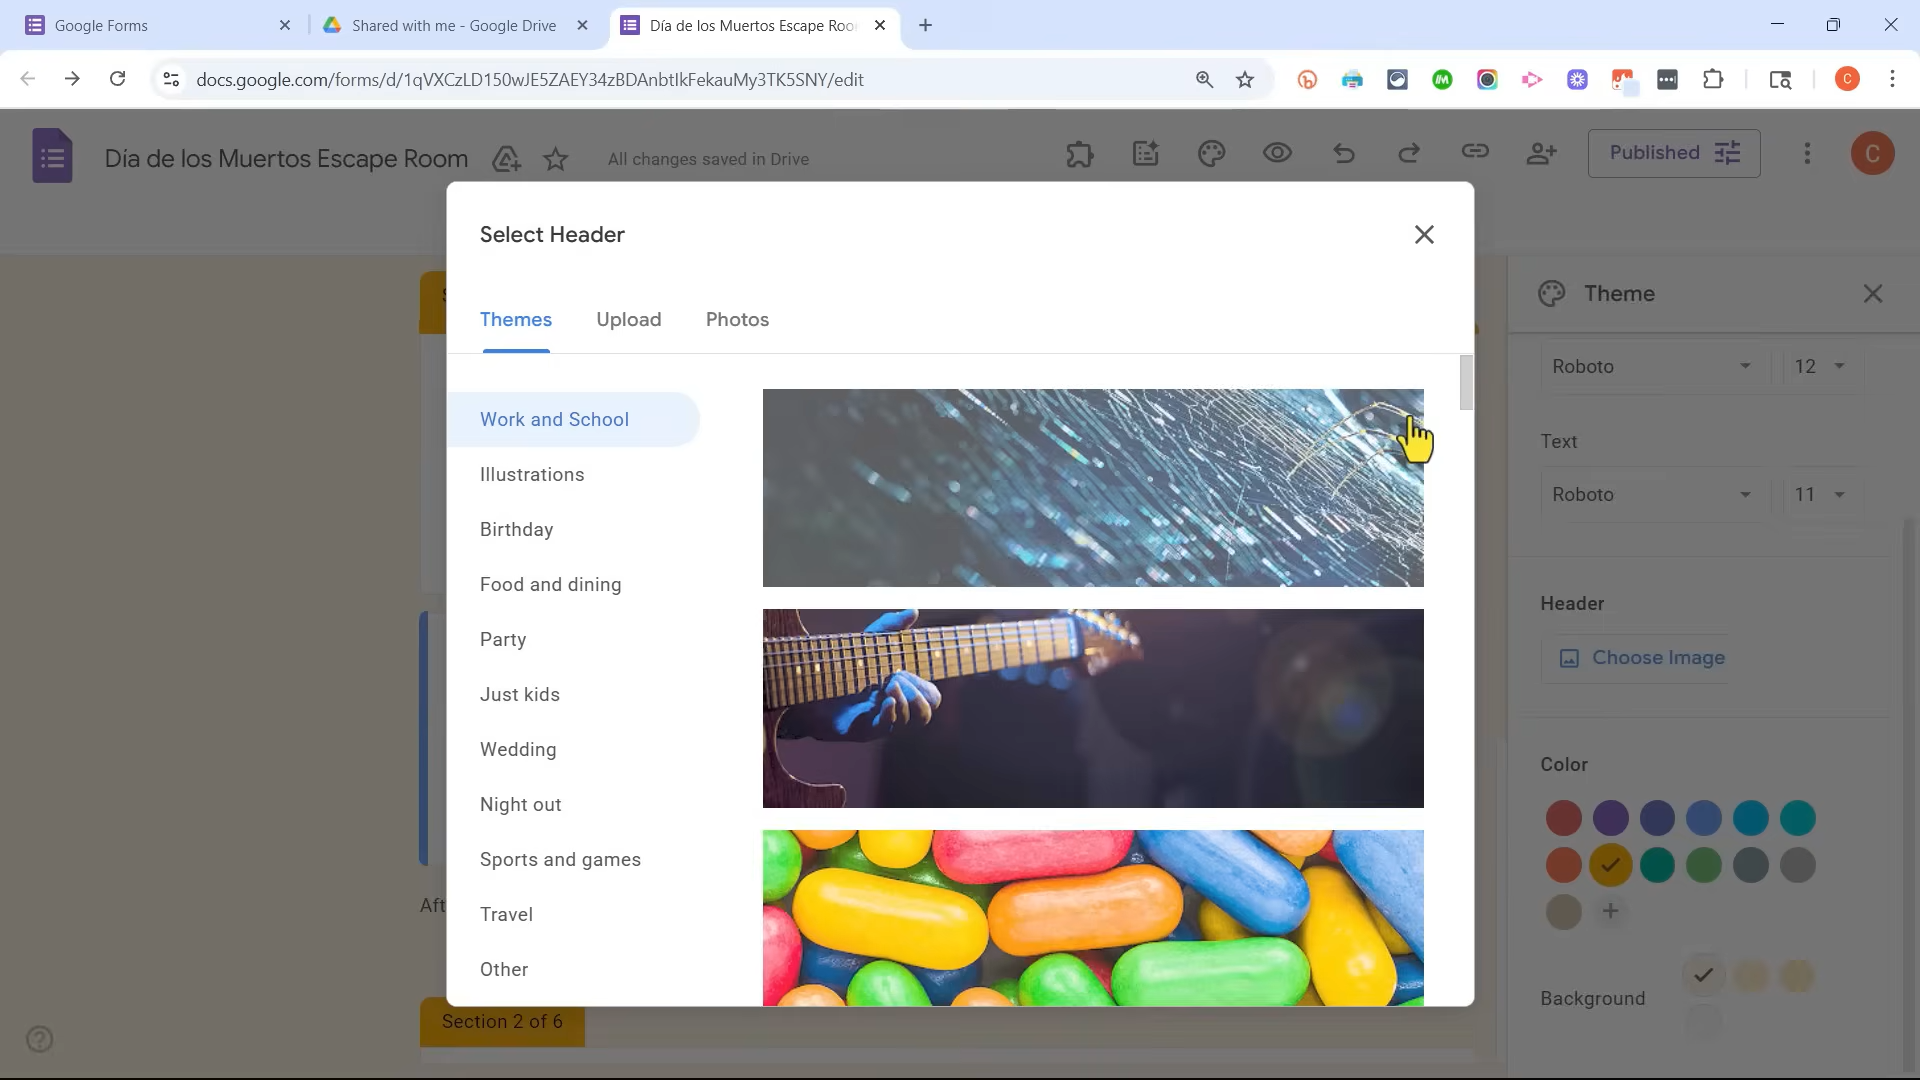 Google Forms
Shared with me - Google Drive
Día de los Muertos Escape Roo
docs.google.com/forms/d/1qVXCzLD150wJE5ZAEY34zBDAnbtIkFekauMy3TK5SNY/edit
C
Día de los Muertos Escape Room
All changes saved in Drive
Published
C
Select Header
Themes
Upload
Photos
Work and School
Illustrations
Birthday
Food and dining
Party
Just kids
Wedding
Night out
Sports and games
Travel
Other
Aft
Section 2 of 6
Theme
Roboto
12
Text
Roboto
11
Header
Choose Image
Color
Background